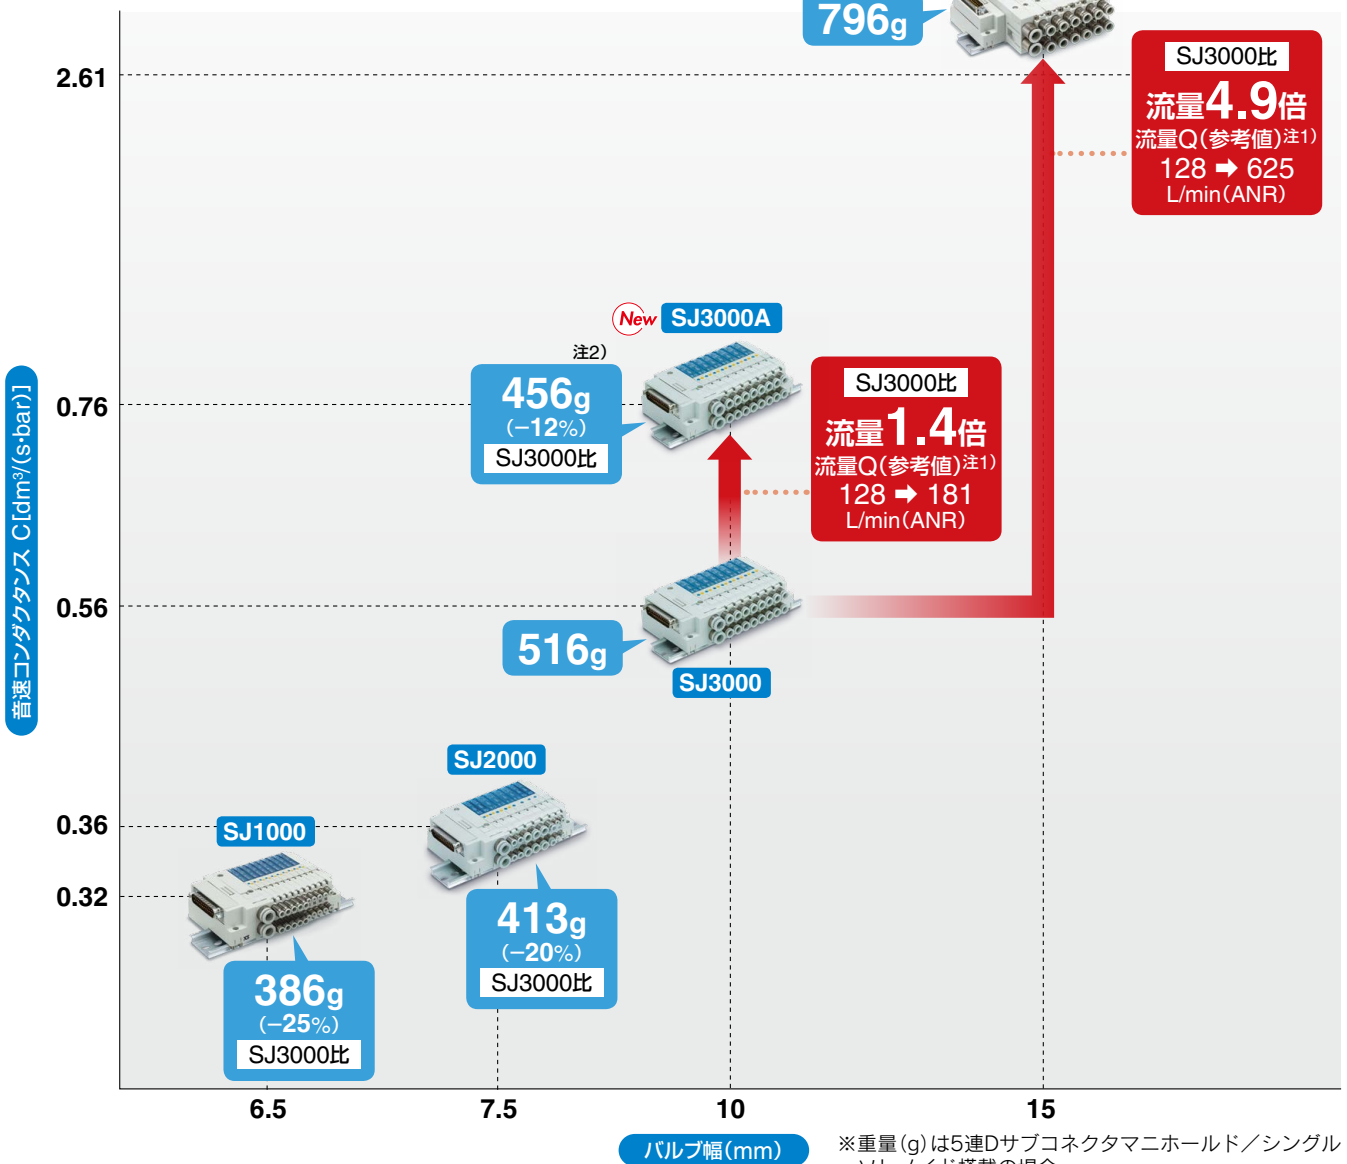 796g
2.61
SJ3000比
流量4.9倍
流量Q(参考値)注1)
128 ➡ 625
L/min(ANR)
New SJ3000A
注2)
456g
(−12%)
SJ3000比
0.76
SJ3000比
流量1.4倍
流量Q(参考値)注1)
128 ➡ 181
L/min(ANR)
音速コンダクタンス C[dm³/(s·bar)]
0.56
516g
SJ3000
SJ2000
0.36
SJ1000
0.32
413g
(−20%)
SJ3000比
386g
(−25%)
SJ3000比
6.5 7.5 10 15
バルブ幅(mm)
※重量(g)は5連Dサブコネクタマニホールド／シングル